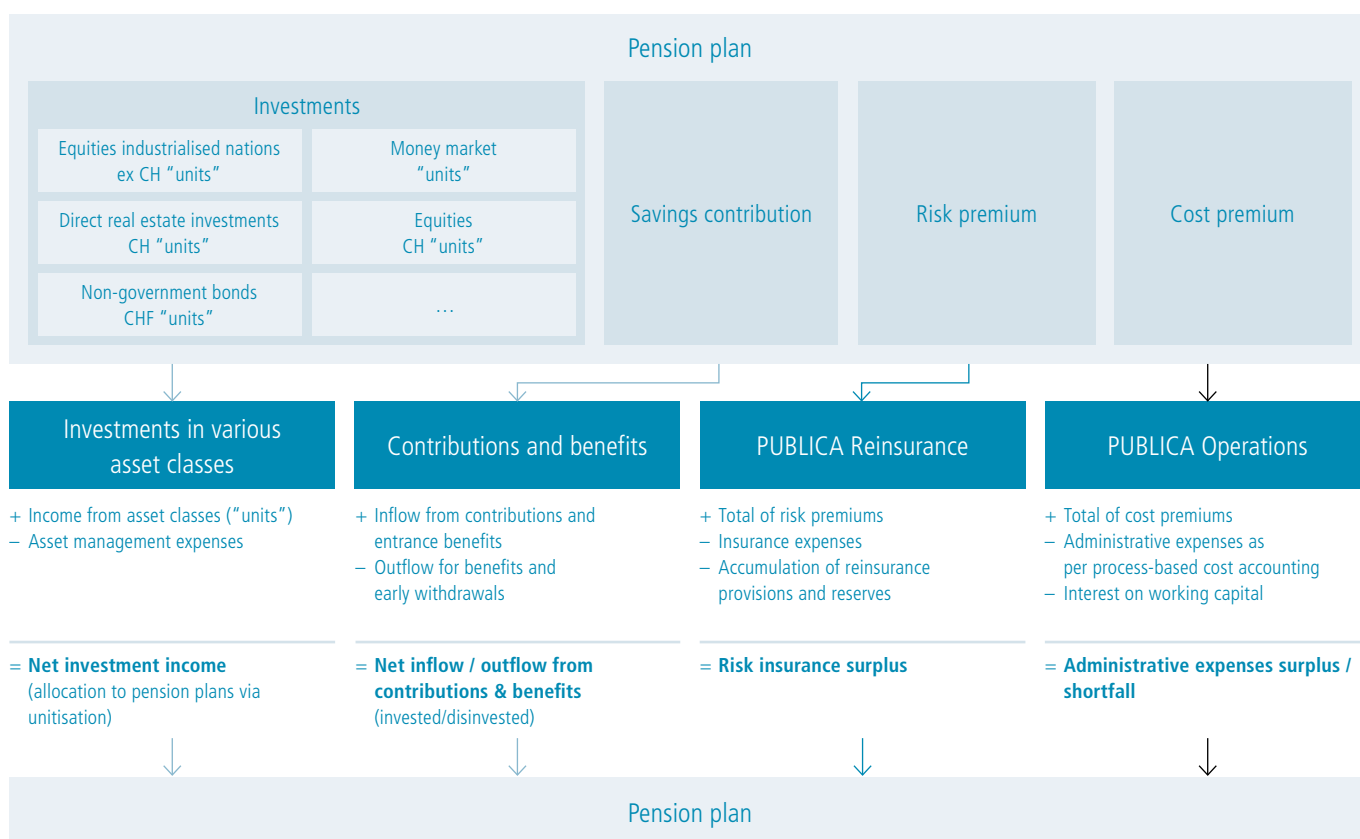 Pension plan
Investments
Equities industrialised nations
ex CH “units”
Money market
“units”
Direct real estate investments
CH “units”
Equities
CH “units”
Non-government bonds
CHF “units”
…
Savings contribution
Risk premium
Cost premium
Investments in various
asset classes
+ Income from asset classes (“units”)
– Asset management expenses
= Net investment income
(allocation to pension plans via
unitisation)
Contributions and benefits
+ Inflow from contributions and
entrance benefits
– Outflow for benefits and
early withdrawals
= Net inflow / outflow from
contributions & benefits
(invested/disinvested)
PUBLICA Reinsurance
+ Total of risk premiums
– Insurance expenses
– Accumulation of reinsurance
provisions and reserves
= Risk insurance surplus
PUBLICA Operations
+ Total of cost premiums
– Administrative expenses as
per process-based cost accounting
– Interest on working capital
= Administrative expenses surplus /
shortfall
Pension plan